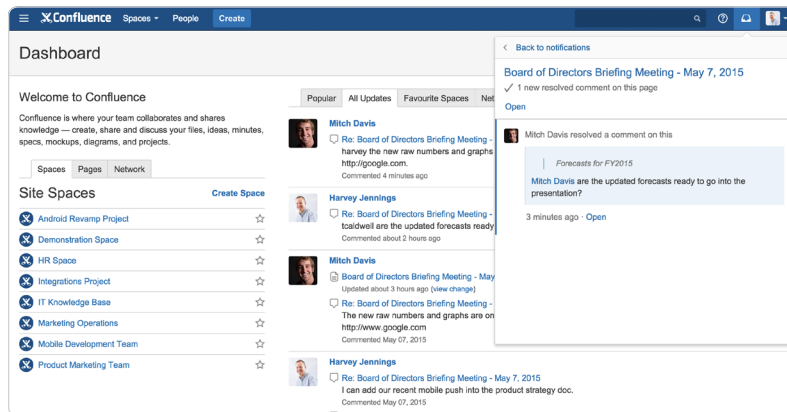 Confluence Spaces People Create
Dashboard
Welcome to Confluence
Confluence is where your team collaborates and shares
knowledge — create, share and discuss your files, ideas, minutes,
specs, mockups, diagrams, and projects.
Spaces Pages Network
Site Spaces Create Space
Android Revamp Project
Demonstration Space
HR Space
Integrations Project
IT Knowledge Base
Marketing Operations
Mobile Development Team
Product Marketing Team
Popular All Updates Favourite Spaces Net
Mitch Davis
Re: Board of Directors Briefing Meeting -
harvey the new raw numbers and graphs
http://google.com.
Commented 4 minutes ago
Harvey Jennings
Re: Board of Directors Briefing Meeting -
tcaldwell are the updated forecasts ready
Commented about 2 hours ago
Mitch Davis
Board of Directors Briefing Meeting - May
Updated about 3 hours ago (view change)
Re: Board of Directors Briefing Meeting -
The new raw numbers and graphs are on
http://www.google.com
Commented May 07, 2015
Harvey Jennings
Re: Board of Directors Briefing Meeting - May 7, 2015
I can add our recent mobile push into the product strategy doc.
Commented May 07, 2015
Back to notifications
Board of Directors Briefing Meeting - May 7, 2015
1 new resolved comment on this page
Open
Mitch Davis resolved a comment on this
Forecasts for FY2015
Mitch Davis are the updated forecasts ready to go into the
presentation?
3 minutes ago · Open